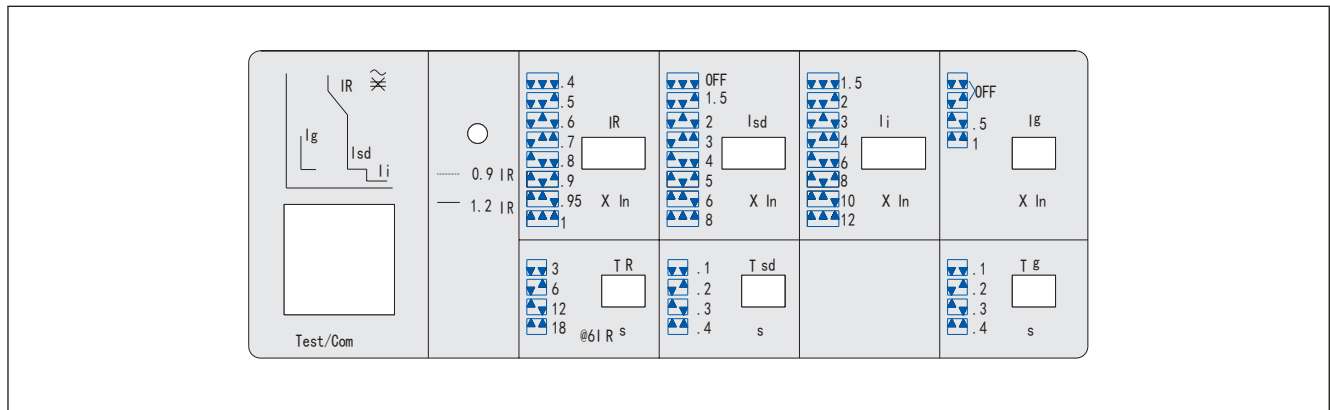 IR
Ig
Isd
Ii
Test/Com
0.9 IR
1.2 IR
.4
.5
.6
.7
.8
.9
.95
1
IR
X In
OFF
1.5
2
3
4
5
6
8
Isd
X In
1.5
2
3
4
6
8
10
12
Ii
X In
OFF
.5
1
Ig
X In
3
6
12
18
TR
@6IR s
.1
.2
.3
.4
Tsd
s
.1
.2
.3
.4
Tg
s